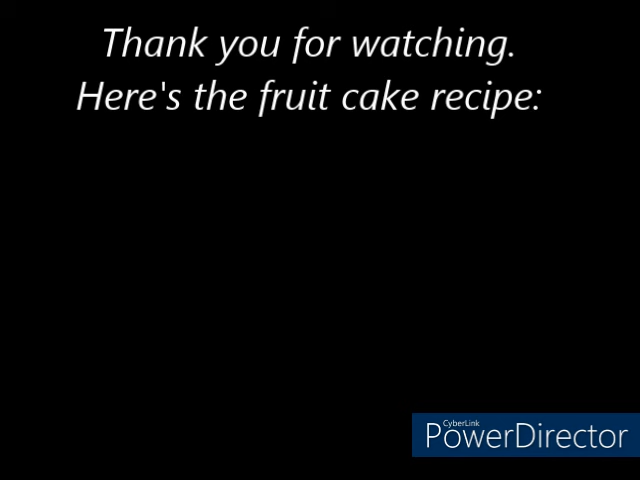 Thank you for watching.
Here's the fruit cake recipe:
CyberLink
PowerDirector